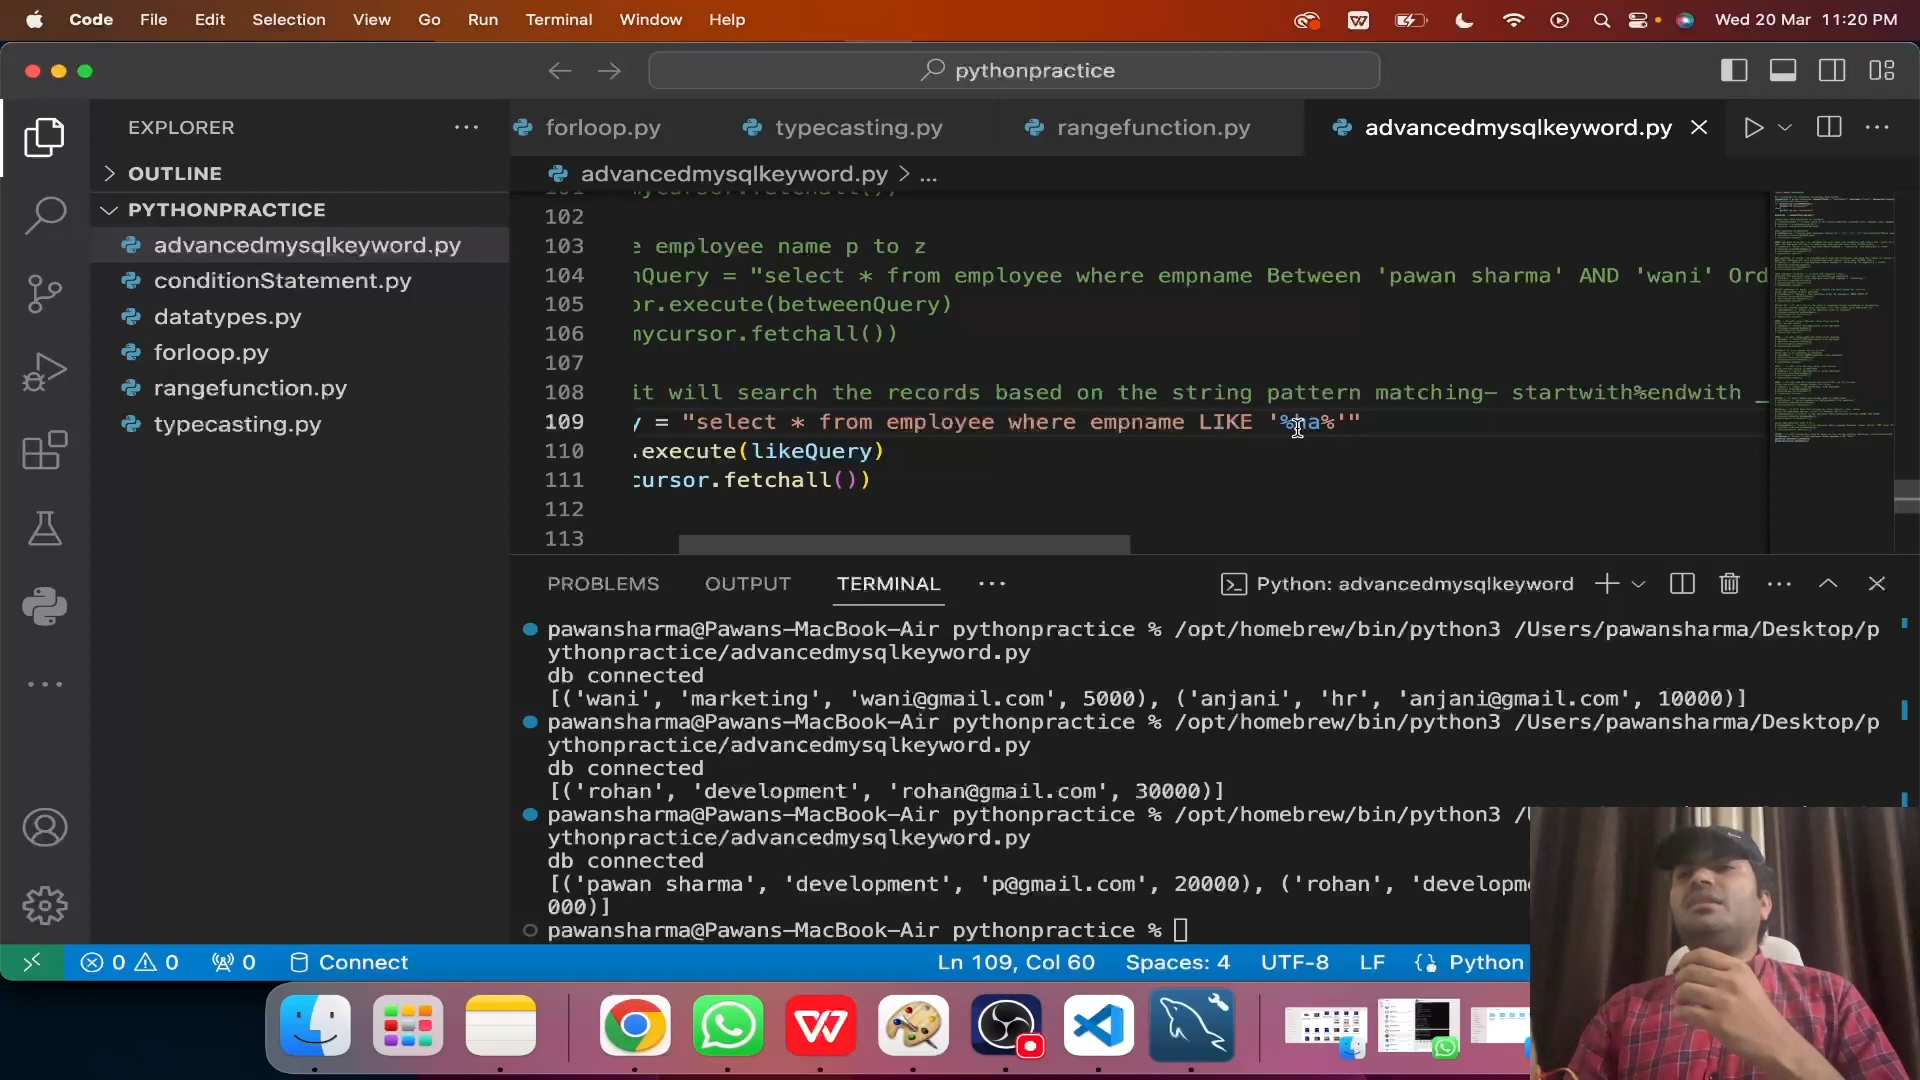 Code File Edit Selection View Go Run Terminal Window Help Wed 20 Mar 11:20 PM
pythonpractice
EXPLORER
forloop.py typecasting.py rangefunction.py advancedmysqlkeyword.py
OUTLINE
advancedmysqlkeyword.py > ...
PYTHONPRACTICE
advancedmysqlkeyword.py
conditionStatement.py
datatypes.py
forloop.py
rangefunction.py
typecasting.py
102
103 e employee name p to z
104 nQuery = "select * from employee where empname Between 'pawan sharma' AND 'wani' Ord
105 or.execute(betweenQuery)
106 mycursor.fetchall())
107
108 it will search the records based on the string pattern matching– startwith%endwith _
109 y = "select * from employee where empname LIKE '%ha%'"
110 .execute(likeQuery)
111 cursor.fetchall())
112
113
PROBLEMS OUTPUT TERMINAL ... Python: advancedmysqlkeyword
pawansharma@Pawans–MacBook–Air pythonpractice % /opt/homebrew/bin/python3 /Users/pawansharma/Desktop/p
ythonpractice/advancedmysqlkeyword.py
db connected
[('wani', 'marketing', 'wani@gmail.com', 5000), ('anjani', 'hr', 'anjani@gmail.com', 10000)]
pawansharma@Pawans–MacBook–Air pythonpractice % /opt/homebrew/bin/python3 /Users/pawansharma/Desktop/p
ythonpractice/advancedmysqlkeyword.py
db connected
[('rohan', 'development', 'rohan@gmail.com', 30000)]
pawansharma@Pawans–MacBook–Air pythonpractice % /opt/homebrew/bin/python3 /
ythonpractice/advancedmysqlkeyword.py
db connected
[('pawan sharma', 'development', 'p@gmail.com', 20000), ('rohan', 'developm
000)]
pawansharma@Pawans–MacBook–Air pythonpractice %
0 0 0 Connect Ln 109, Col 60 Spaces: 4 UTF-8 LF Python